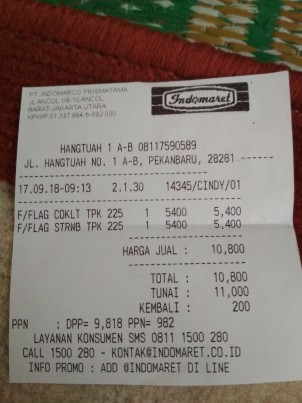 PT. INDOMARCO PRISMATAMA
JL.ANCOL I/9-10,ANCOL
BARAT-JAKARTA UTARA
NPWP:01.337.994.6-092.000
Indomaret
HANGTUAH 1 A-B 08117590589
JL. HANGTUAH NO. 1 A-B, PEKANBARU, 28281
17.09.18-09:13 2.1.30 14345/CINDY/01
F/FLAG COKLT TPK 225 1 5400 5,400
F/FLAG STRWB TPK 225 1 5400 5,400
HARGA JUAL : 10,800
TOTAL : 10,800
TUNAI : 11,000
KEMBALI : 200
PPN : DPP= 9,818 PPN= 982
LAYANAN KONSUMEN SMS 0811 1500 280
CALL 1500 280 - KONTAK@INDOMARET.CO.ID
INFO PROMO : ADD @INDOMARET DI LINE